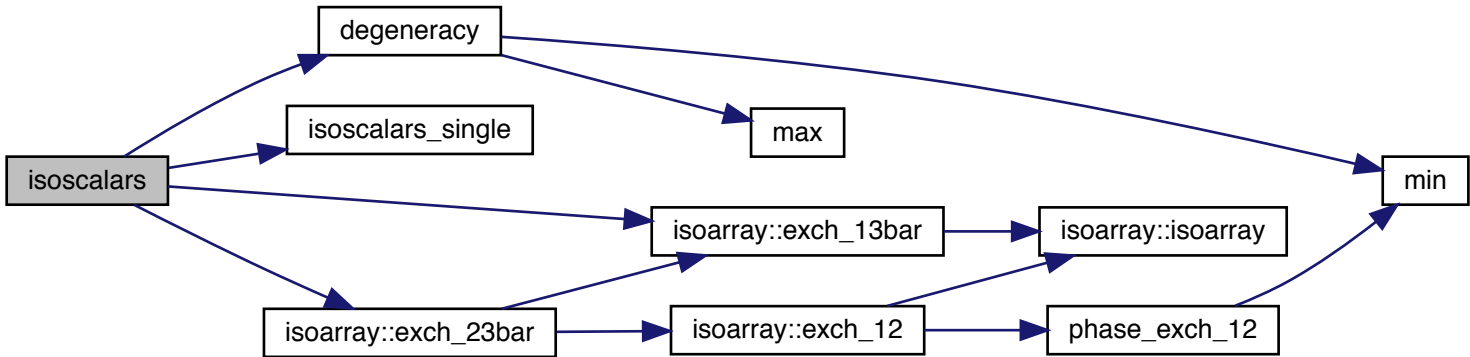 degeneracy
isoscalars_single
max
isoscalars
min
isoarray::exch_13bar
isoarray::isoarray
isoarray::exch_23bar
isoarray::exch_12
phase_exch_12